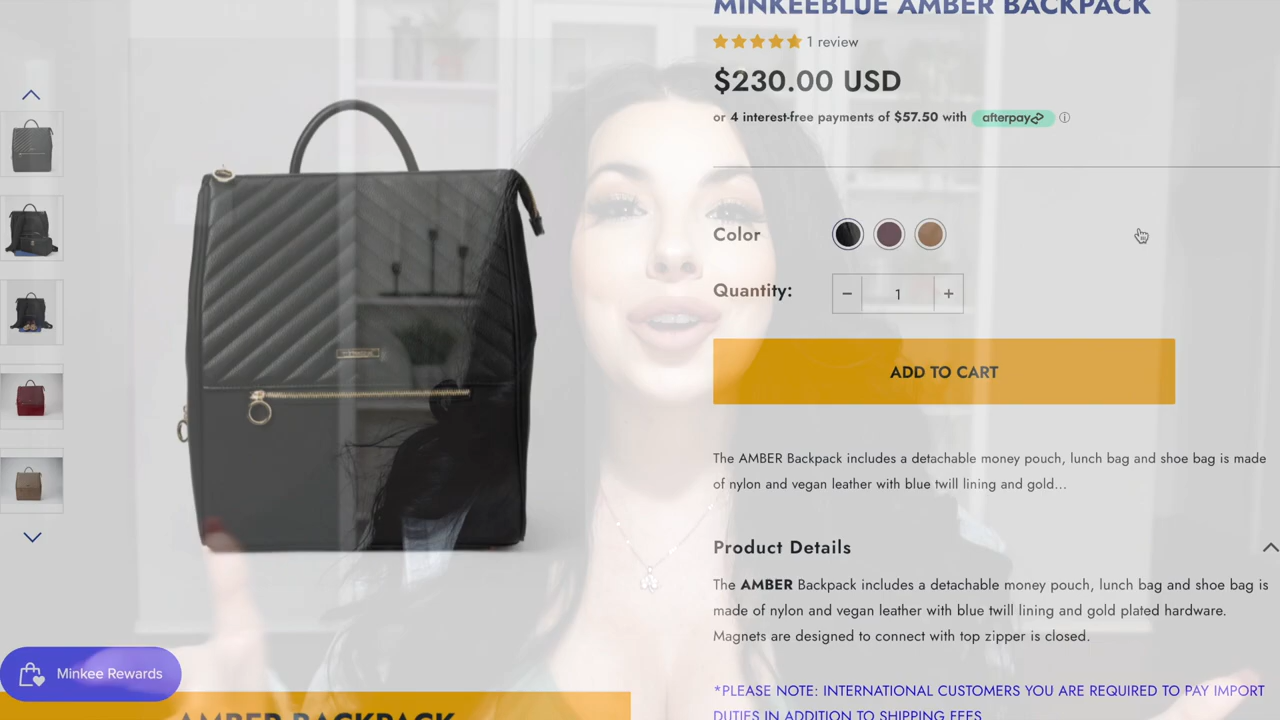 MINKEEBLUE AMBER BACKPACK
1 review
$230.00 USD
or 4 interest-free payments of $57.50 with afterpay
Color
Quantity:
− 1 +
ADD TO CART
The AMBER Backpack includes a detachable money pouch, lunch bag and shoe bag is made
of nylon and vegan leather with blue twill lining and gold...
Product Details
The AMBER Backpack includes a detachable money pouch, lunch bag and shoe bag is
made of nylon and vegan leather with blue twill lining and gold plated hardware.
Magnets are designed to connect with top zipper is closed.
*PLEASE NOTE: INTERNATIONAL CUSTOMERS YOU ARE REQUIRED TO PAY IMPORT
DUTIES IN ADDITION TO SHIPPING FEES
Minkee Rewards
AMBER BACKPACK